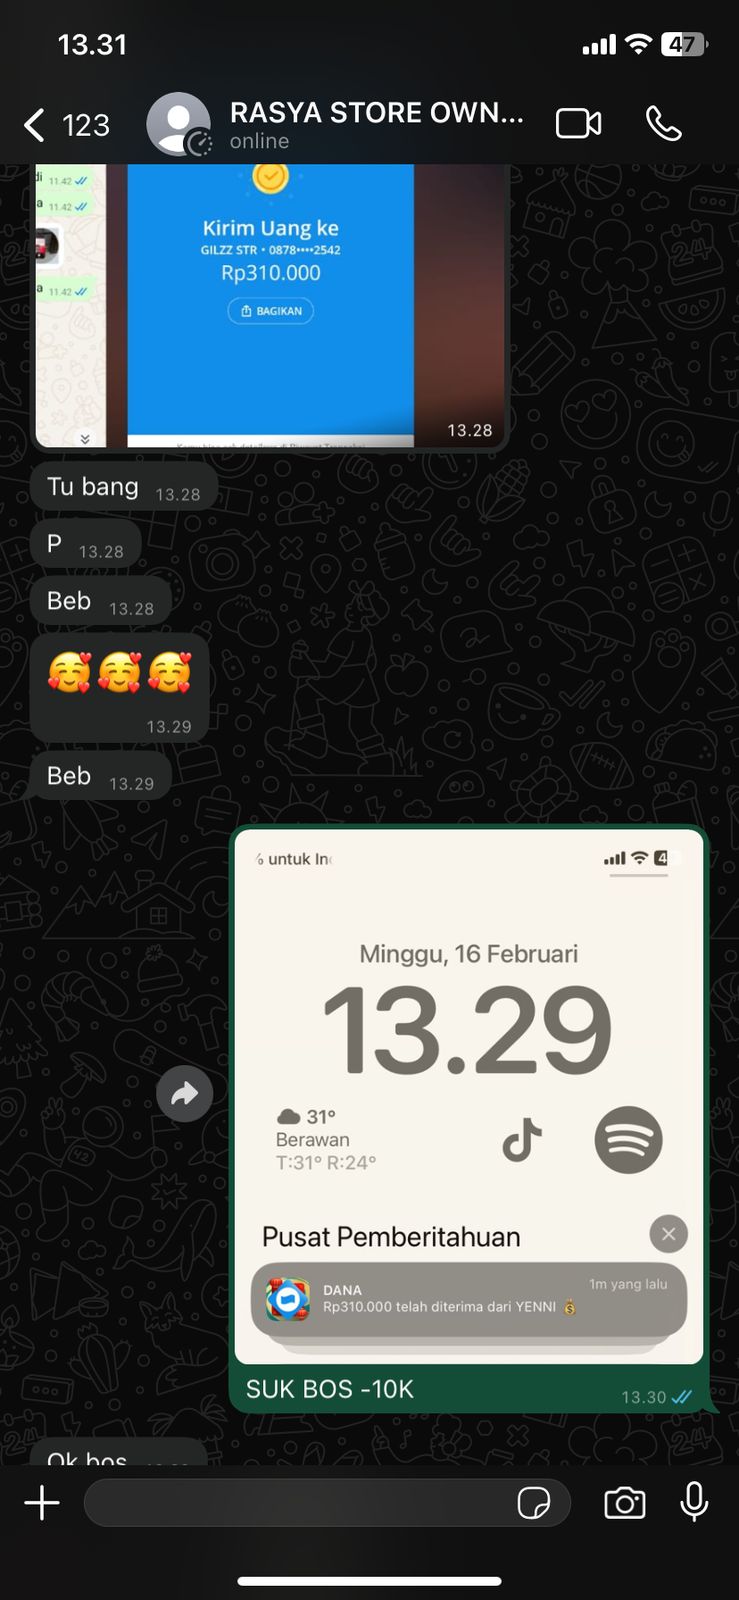 13.31
47
123
RASYA STORE OWN...
online
di 11.42
a 11.42
a 11.42
Kirim Uang ke
GILZZ STR • 0878••••2542
Rp310.000
BAGIKAN
13.28
Tu bang 13.28
P 13.28
Beb 13.28
🥰🥰🥰
13.29
Beb 13.29
% untuk In
4
Minggu, 16 Februari
13.29
31°
Berawan
T:31° R:24°
Pusat Pemberitahuan
DANA
1m yang lalu
Rp310.000 telah diterima dari YENNI 💰
SUK BOS -10K
13.30
Ok bos